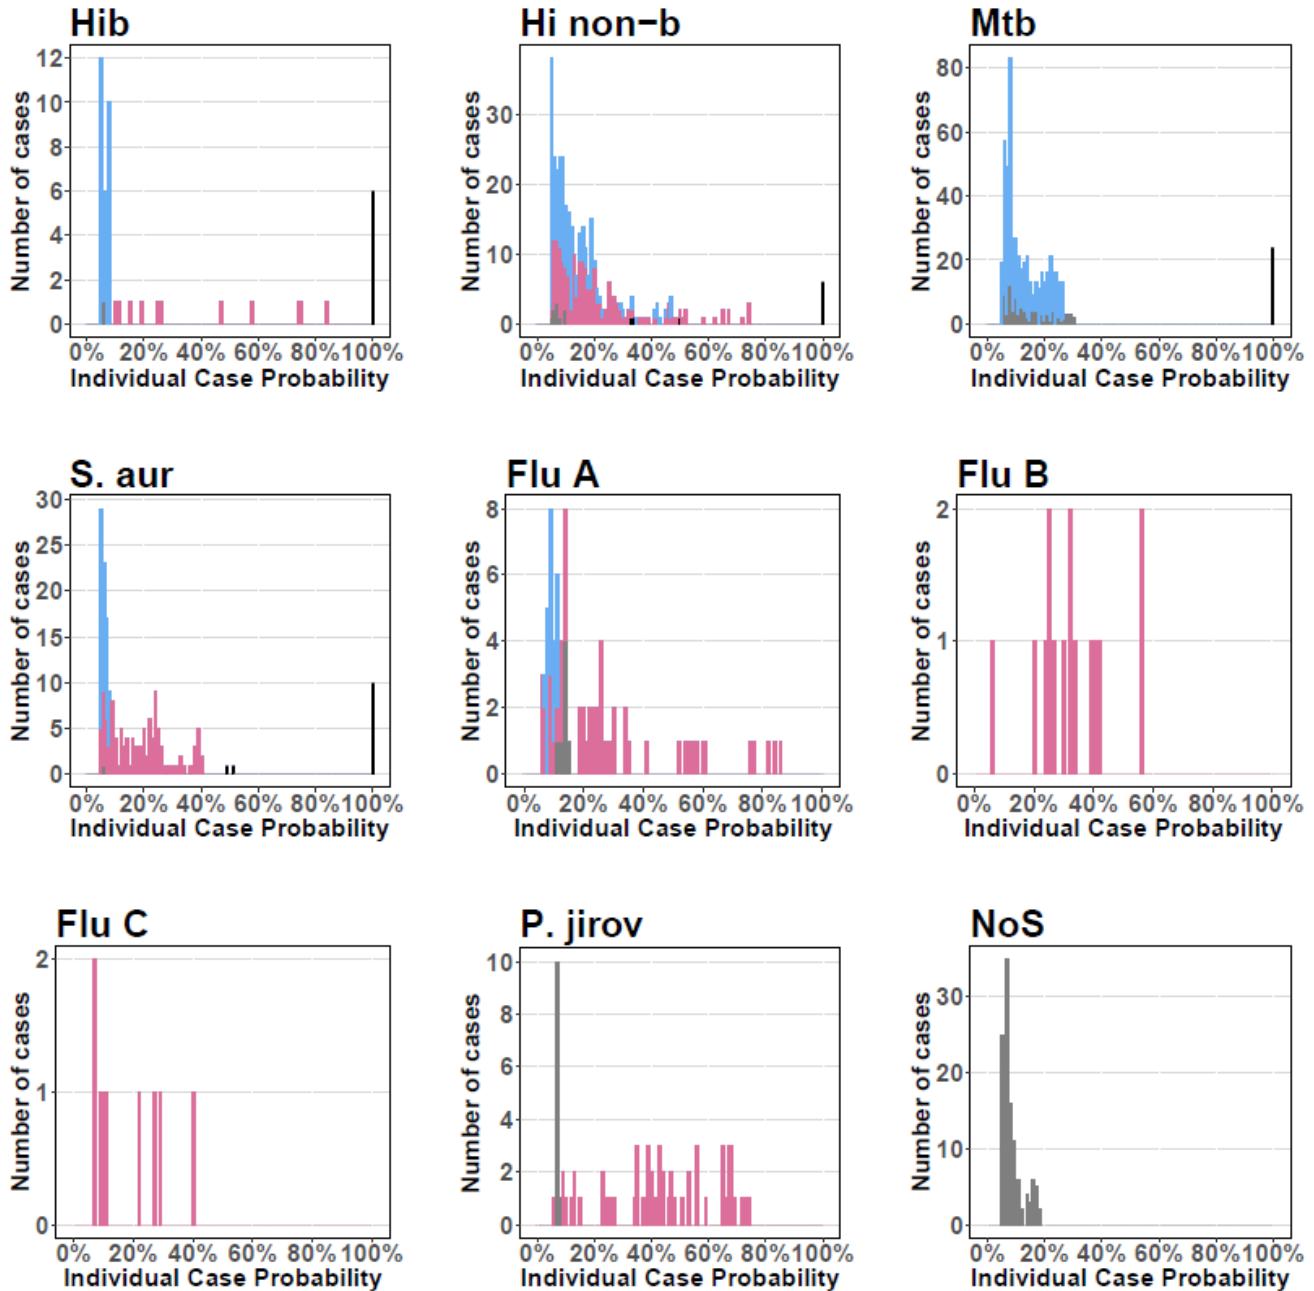 Hib
Number of cases
12
10
8
6
4
2
0
0% 20% 40% 60% 80% 100%
Individual Case Probability
Hi non−b
Number of cases
30
20
10
0
0% 20% 40% 60% 80% 100%
Individual Case Probability
Mtb
Number of cases
80
60
40
20
0
0% 20% 40% 60% 80% 100%
Individual Case Probability
S. aur
Number of cases
30
25
20
15
10
5
0
0% 20% 40% 60% 80% 100%
Individual Case Probability
Flu A
Number of cases
8
6
4
2
0
0% 20% 40% 60% 80% 100%
Individual Case Probability
Flu B
Number of cases
2
1
0
0% 20% 40% 60% 80% 100%
Individual Case Probability
Flu C
Number of cases
2
1
0
0% 20% 40% 60% 80% 100%
Individual Case Probability
P. jirov
Number of cases
10
8
6
4
2
0
0% 20% 40% 60% 80% 100%
Individual Case Probability
NoS
Number of cases
30
20
10
0
0% 20% 40% 60% 80% 100%
Individual Case Probability